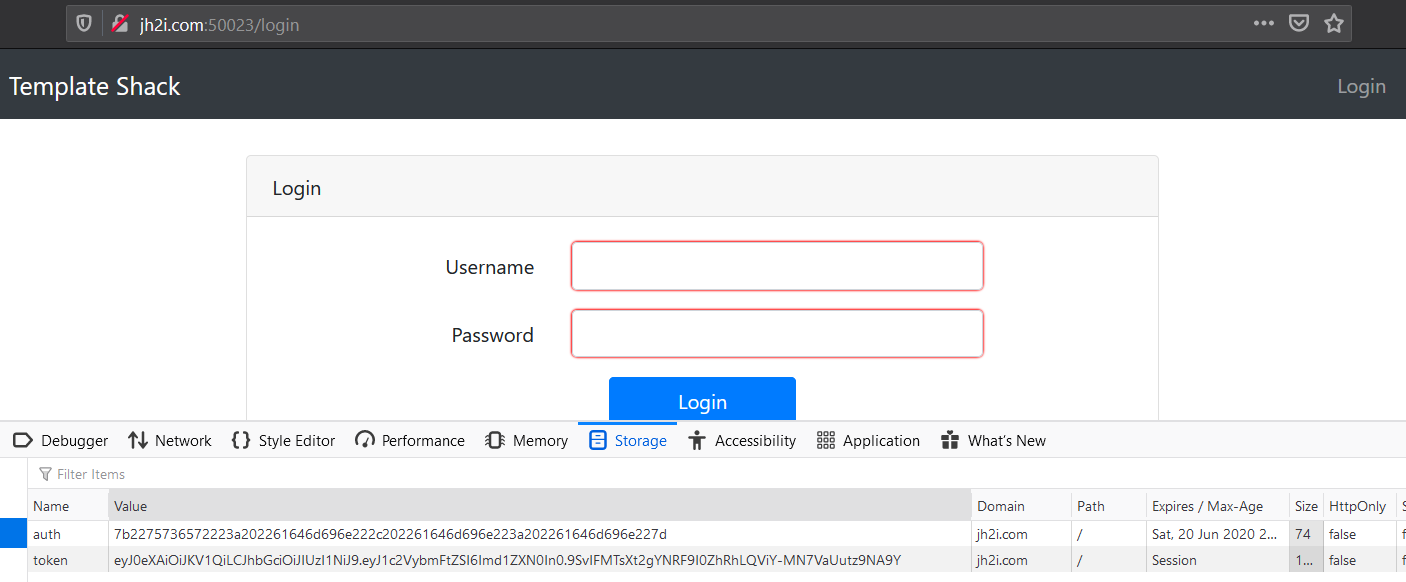 jh2i.com:50023/login
Template Shack
Login
Login
Username
Password
Login
Debugger Network Style Editor Performance Memory Storage Accessibility Application What's New
Filter Items
Name Value Domain Path Expires / Max-Age Size HttpOnly S
auth 7b2275736572223a202261646d696e222c202261646d696e223a202261646d696e227d jh2i.com / Sat, 20 Jun 2020 2... 74 false f
token eyJ0eXAiOiJKV1QiLCJhbGciOiJIUzI1NiJ9.eyJ1c2VybmFtZSI6Imd1ZXN0In0.9SvIFMTsXt2gYNRF9I0ZhRhLQViY-MN7VaUutz9NA9Y jh2i.com / Session 1... false f